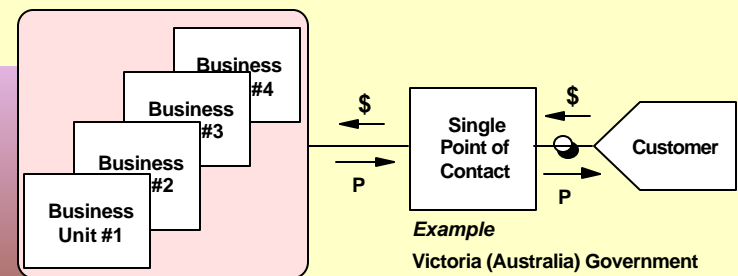 Business
#4
Business
#3
Business
#2
Business
Unit #1
$
P
Single
Point of
Contact
$
P
Customer
Example
Victoria (Australia) Government